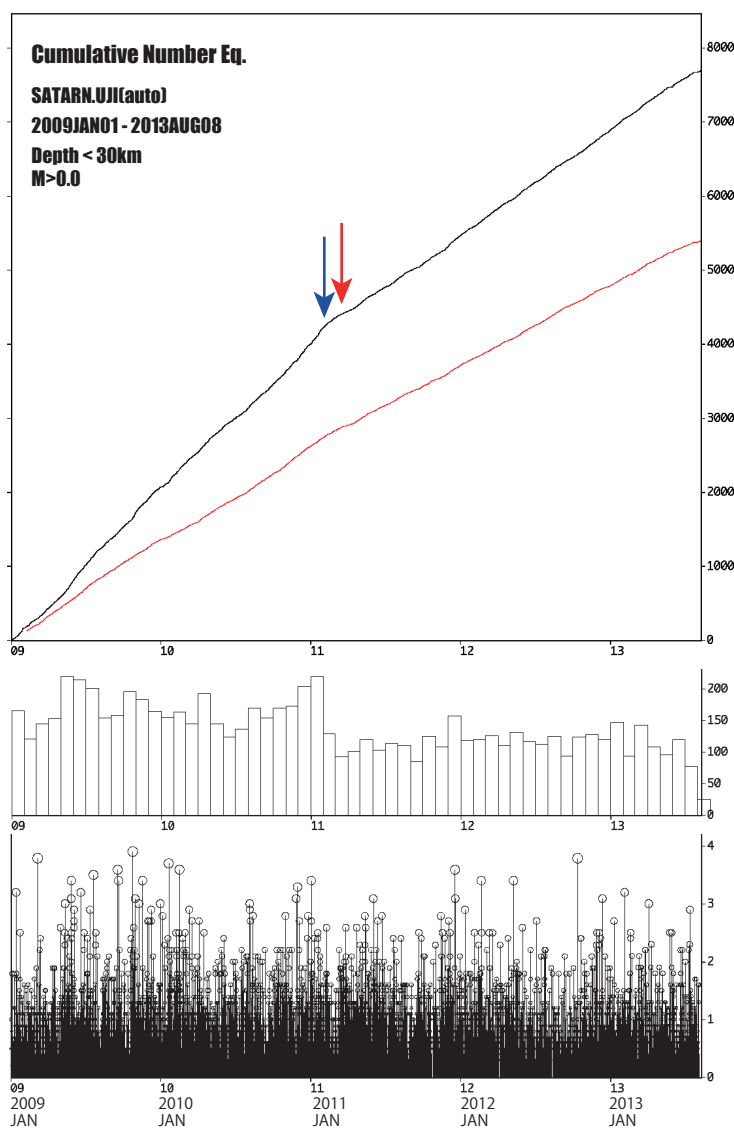 Cumulative Number Eq.
SATARN.UJI(auto)
2009JAN01 - 2013AUG08
Depth < 30km
M>0.0
8000
7000
6000
5000
4000
3000
2000
1000
0
09 10 11 12 13
200
150
100
50
0
09 10 11 12 13
4
3
2
1
0
09 10 11 12 13
2009 2010 2011 2012 2013
JAN JAN JAN JAN JAN